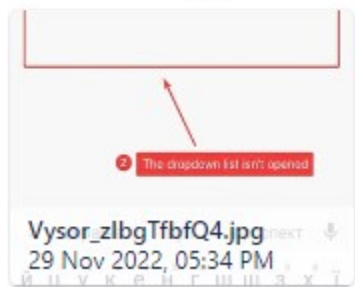 2 The dropdown list isn't opened
Vysor_zlbgTfbfQ4.jpg
29 Nov 2022, 05:34 PM
й ц у к е н г ш щ з х ї